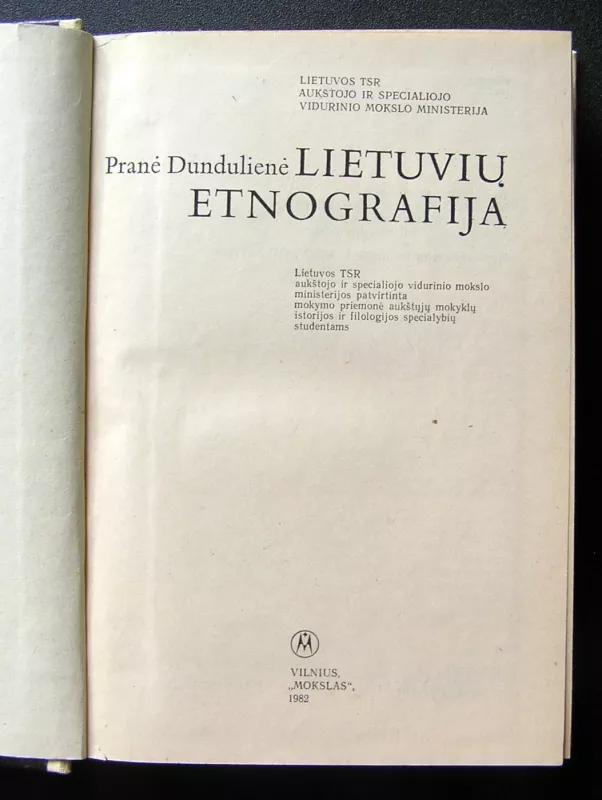 LIETUVOS TSR
AUKŠTOJO IR SPECIALIOJO
VIDURINIO MOKSLO MINISTERIJA
Pranė Dundulienė LIETUVIŲ
ETNOGRAFIJA
Lietuvos TSR
aukštojo ir specialiojo vidurinio mokslo
ministerijos patvirtinta
mokymo priemonė aukštųjų mokyklų
istorijos ir filologijos specialybių
studentams
M
VILNIUS,
„MOKSLAS“,
1982